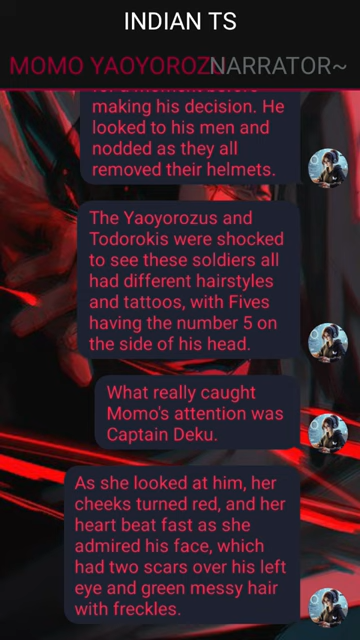 INDIAN TS
MOMO YAOYOROZU
NARRATOR~
for a moment before
making his decision. He
looked to his men and
nodded as they all
removed their helmets.
The Yaoyorozus and
Todorokis were shocked
to see these soldiers all
had different hairstyles
and tattoos, with Fives
having the number 5 on
the side of his head.
What really caught
Momo's attention was
Captain Deku.
As she looked at him, her
cheeks turned red, and her
heart beat fast as she
admired his face, which
had two scars over his left
eye and green messy hair
with freckles.